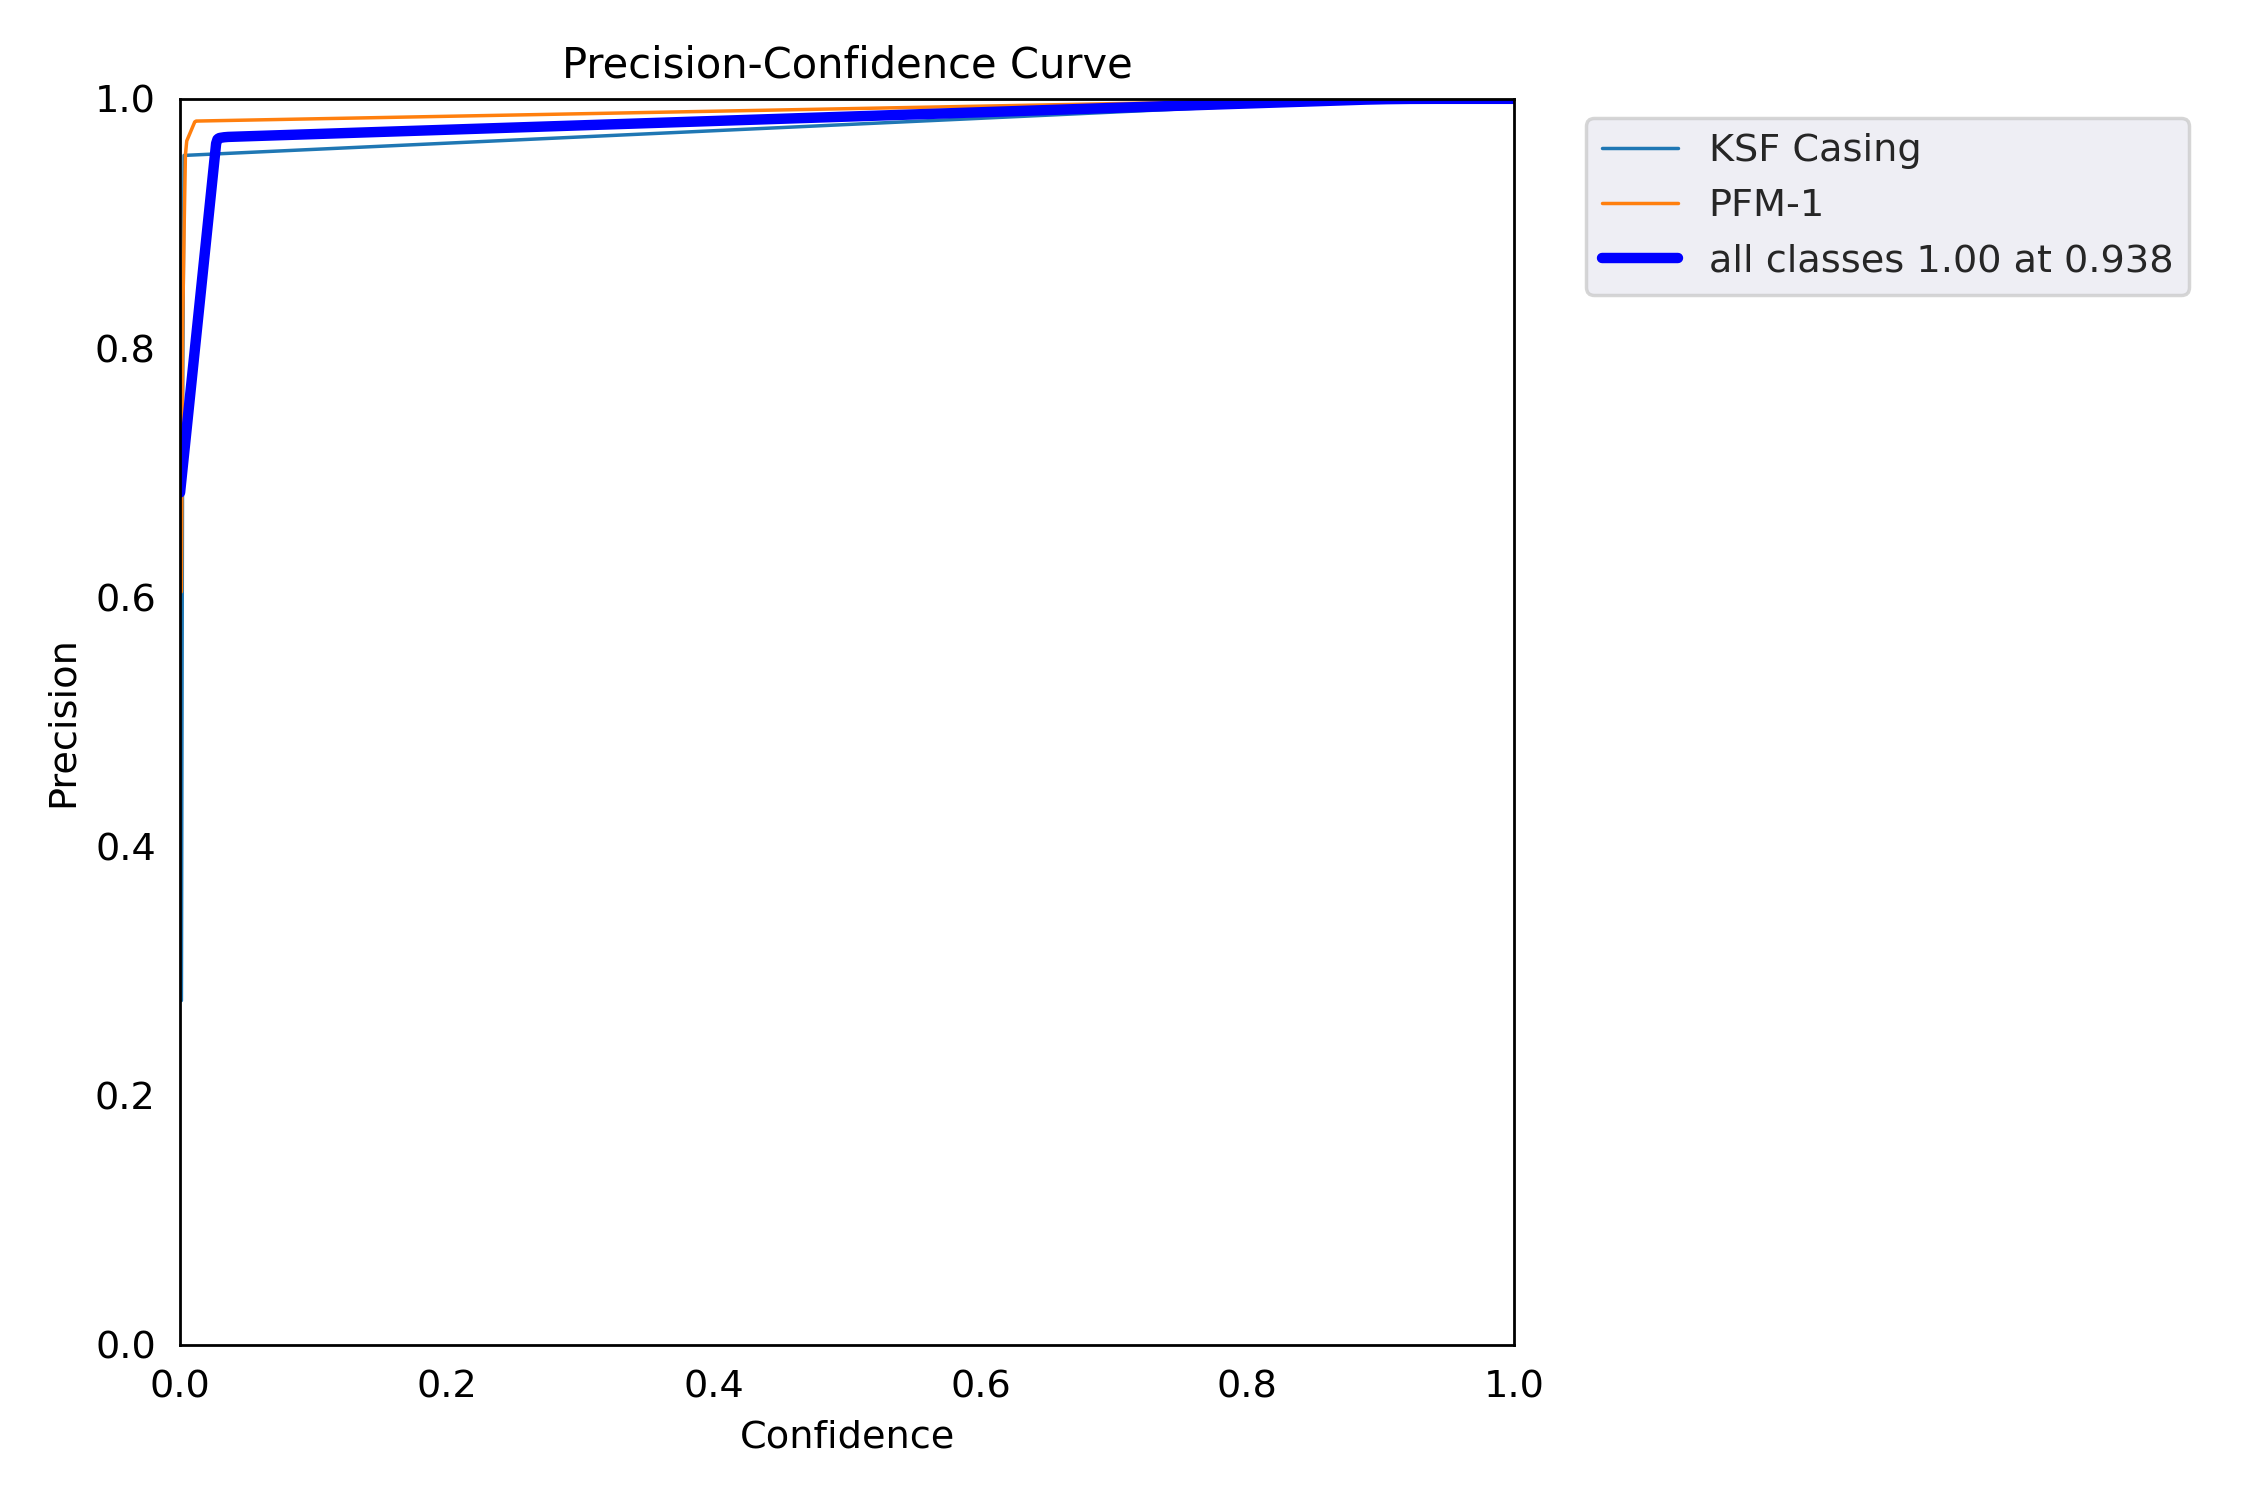 Precision-Confidence Curve
1.0
0.8
0.6
0.4
0.2
0.0
Precision
0.0 0.2 0.4 0.6 0.8 1.0
Confidence
KSF Casing
PFM-1
all classes 1.00 at 0.938